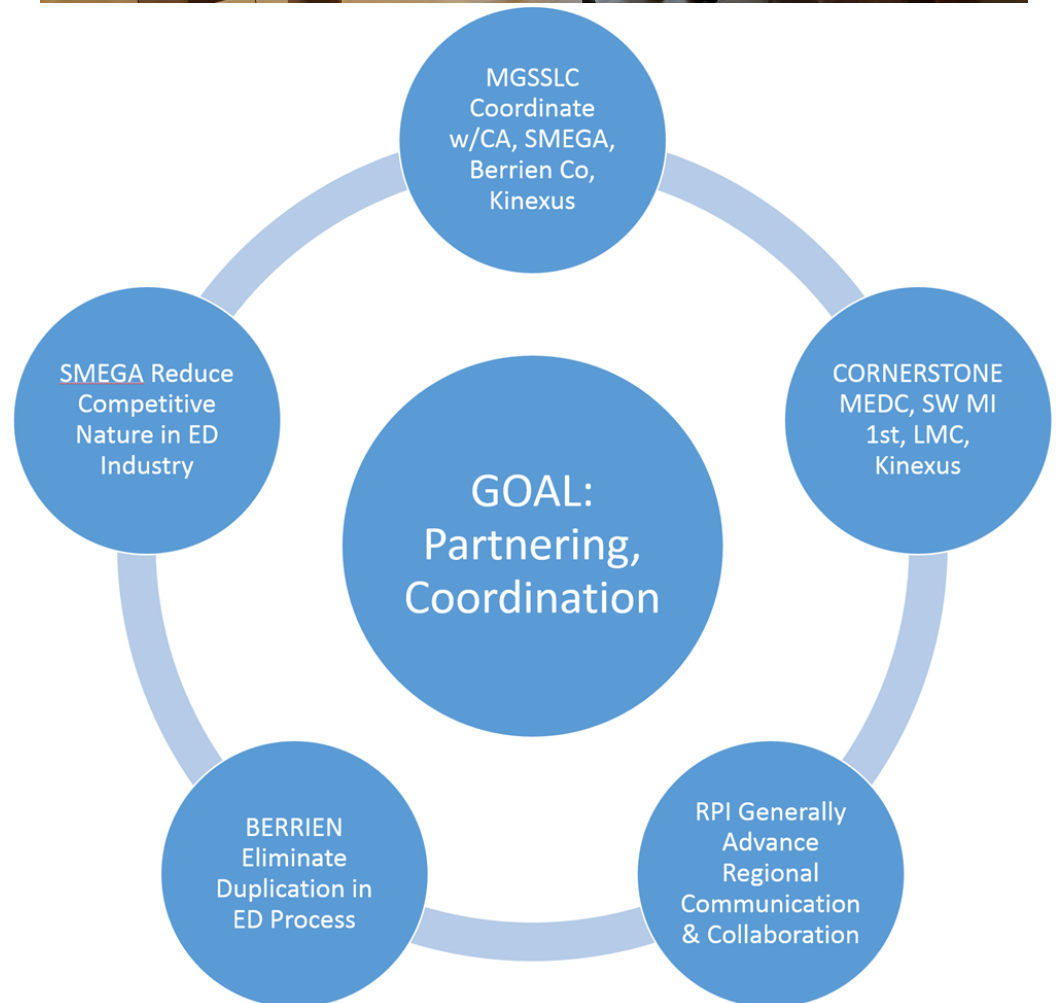 MGSSLC
Coordinate
w/CA, SMEGA,
Berrien Co,
Kinexus
CORNERSTONE
MEDC, SW MI
1st, LMC,
Kinexus
RPI Generally
Advance
Regional
Communication
& Collaboration
BERRIEN
Eliminate
Duplication in
ED Process
SMEGA Reduce
Competitive
Nature in ED
Industry
GOAL:
Partnering,
Coordination